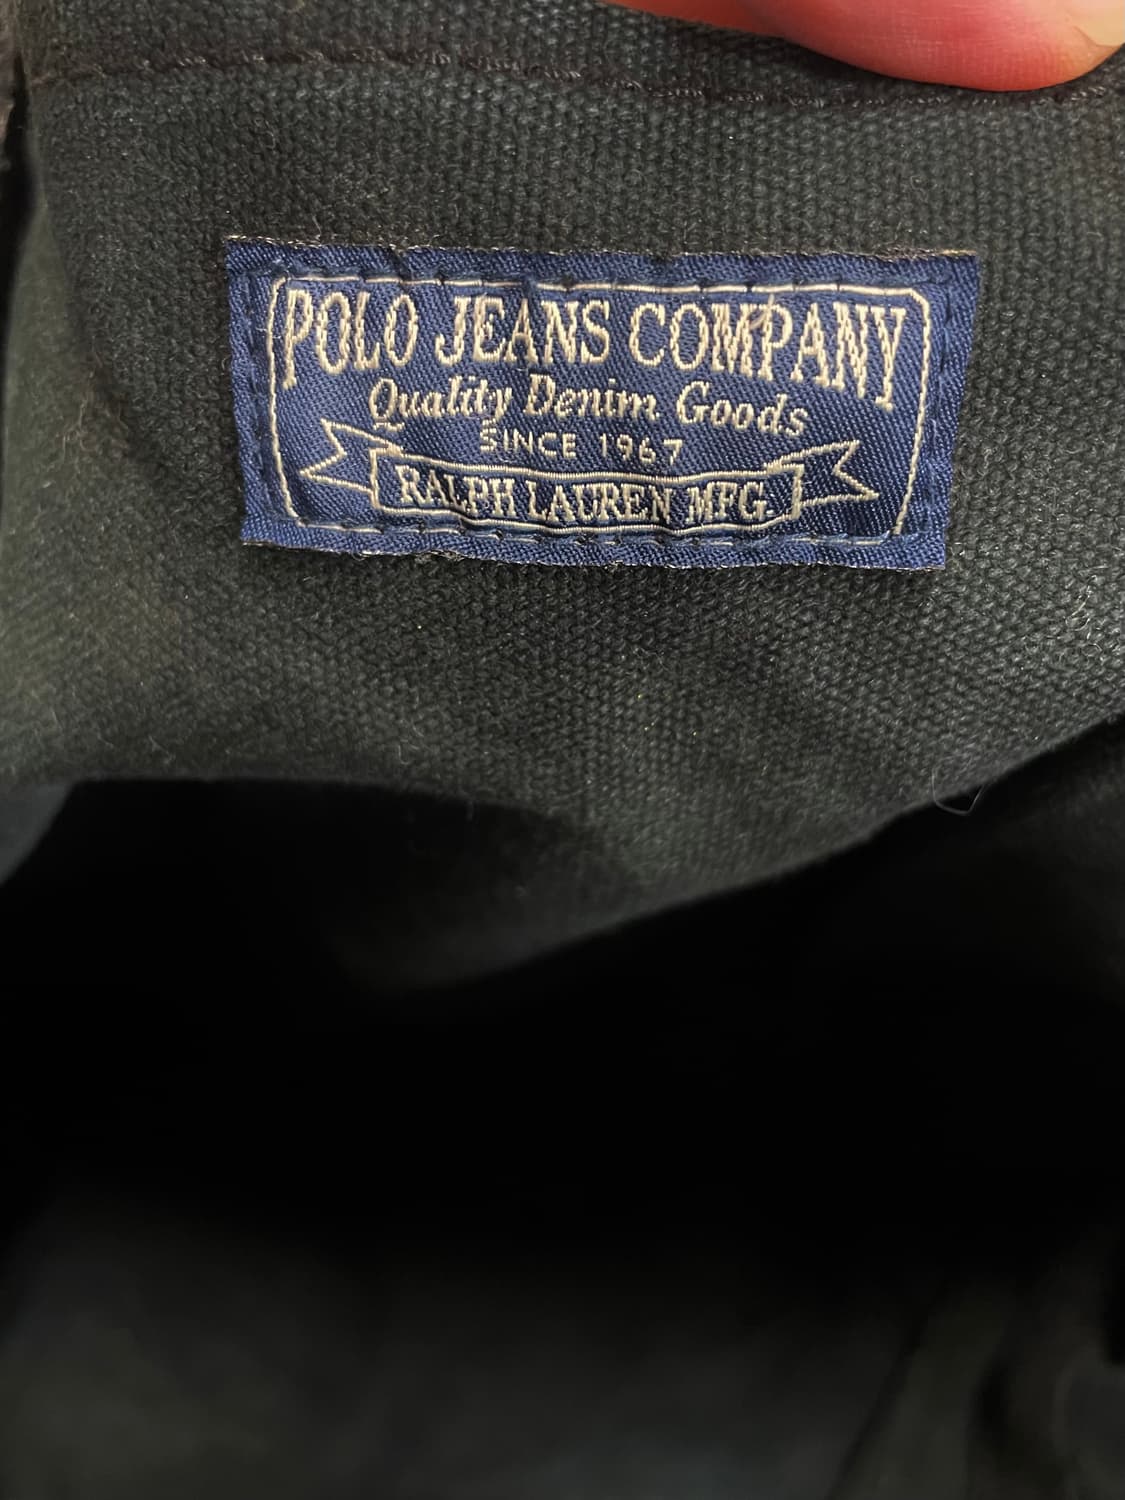 POLO JEANS COMPANY
Quality Denim Goods
SINCE 1967
RALPH LAUREN MFG.